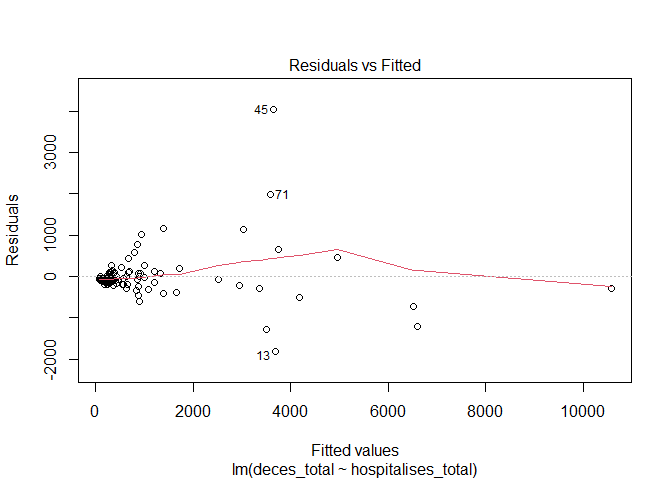 Residuals vs Fitted
Residuals
3000
1000
0
-2000
45
71
13
0 2000 4000 6000 8000 10000
Fitted values
lm(deces_total ~ hospitalises_total)